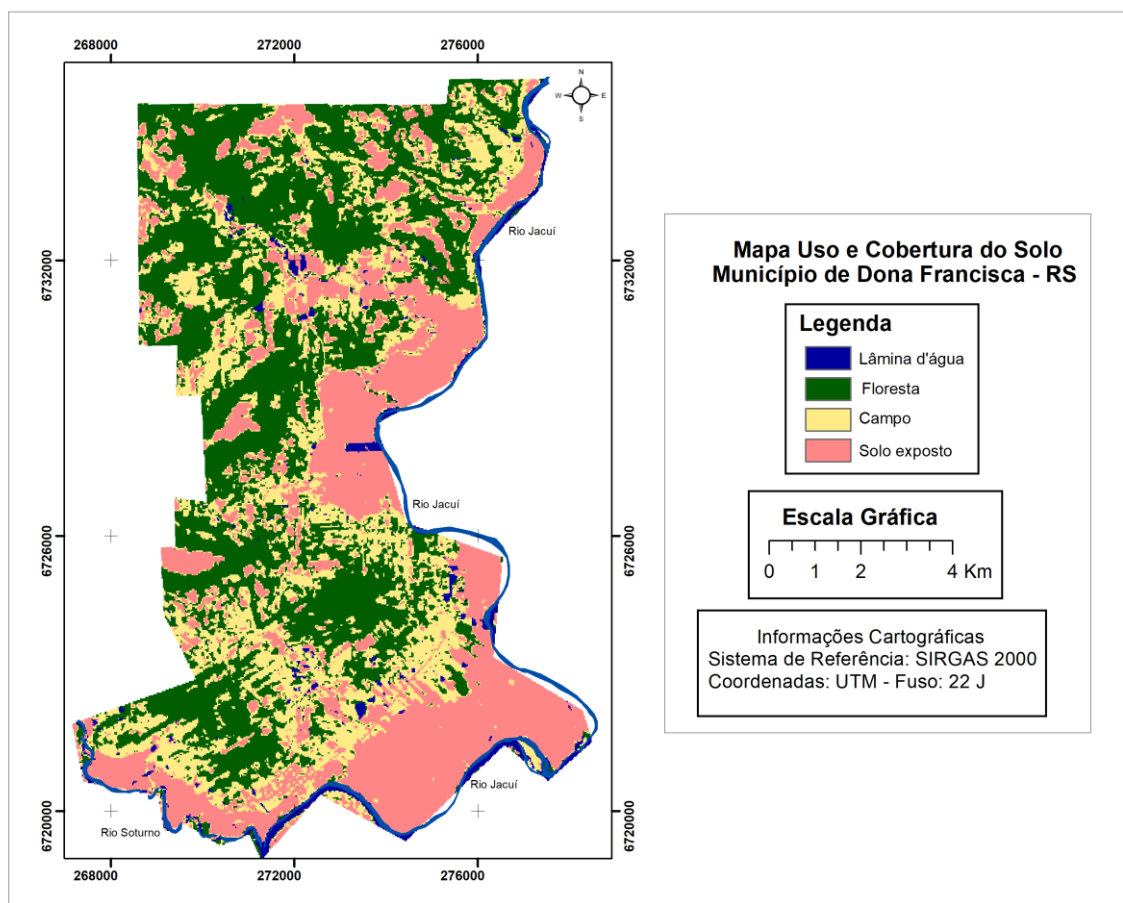 268000
272000
276000
N
W
E
S
Rio Jacuí
6732000
6732000
Rio Jacuí
6726000
6726000
Rio Jacuí
Rio Soturno
6720000
6720000
268000
272000
276000
Mapa Uso e Cobertura do Solo
Município de Dona Francisca - RS
Legenda
Lâmina d'água
Floresta
Campo
Solo exposto
Escala Gráfica
0 1 2 4 Km
Informações Cartográficas
Sistema de Referência: SIRGAS 2000
Coordenadas: UTM - Fuso: 22 J